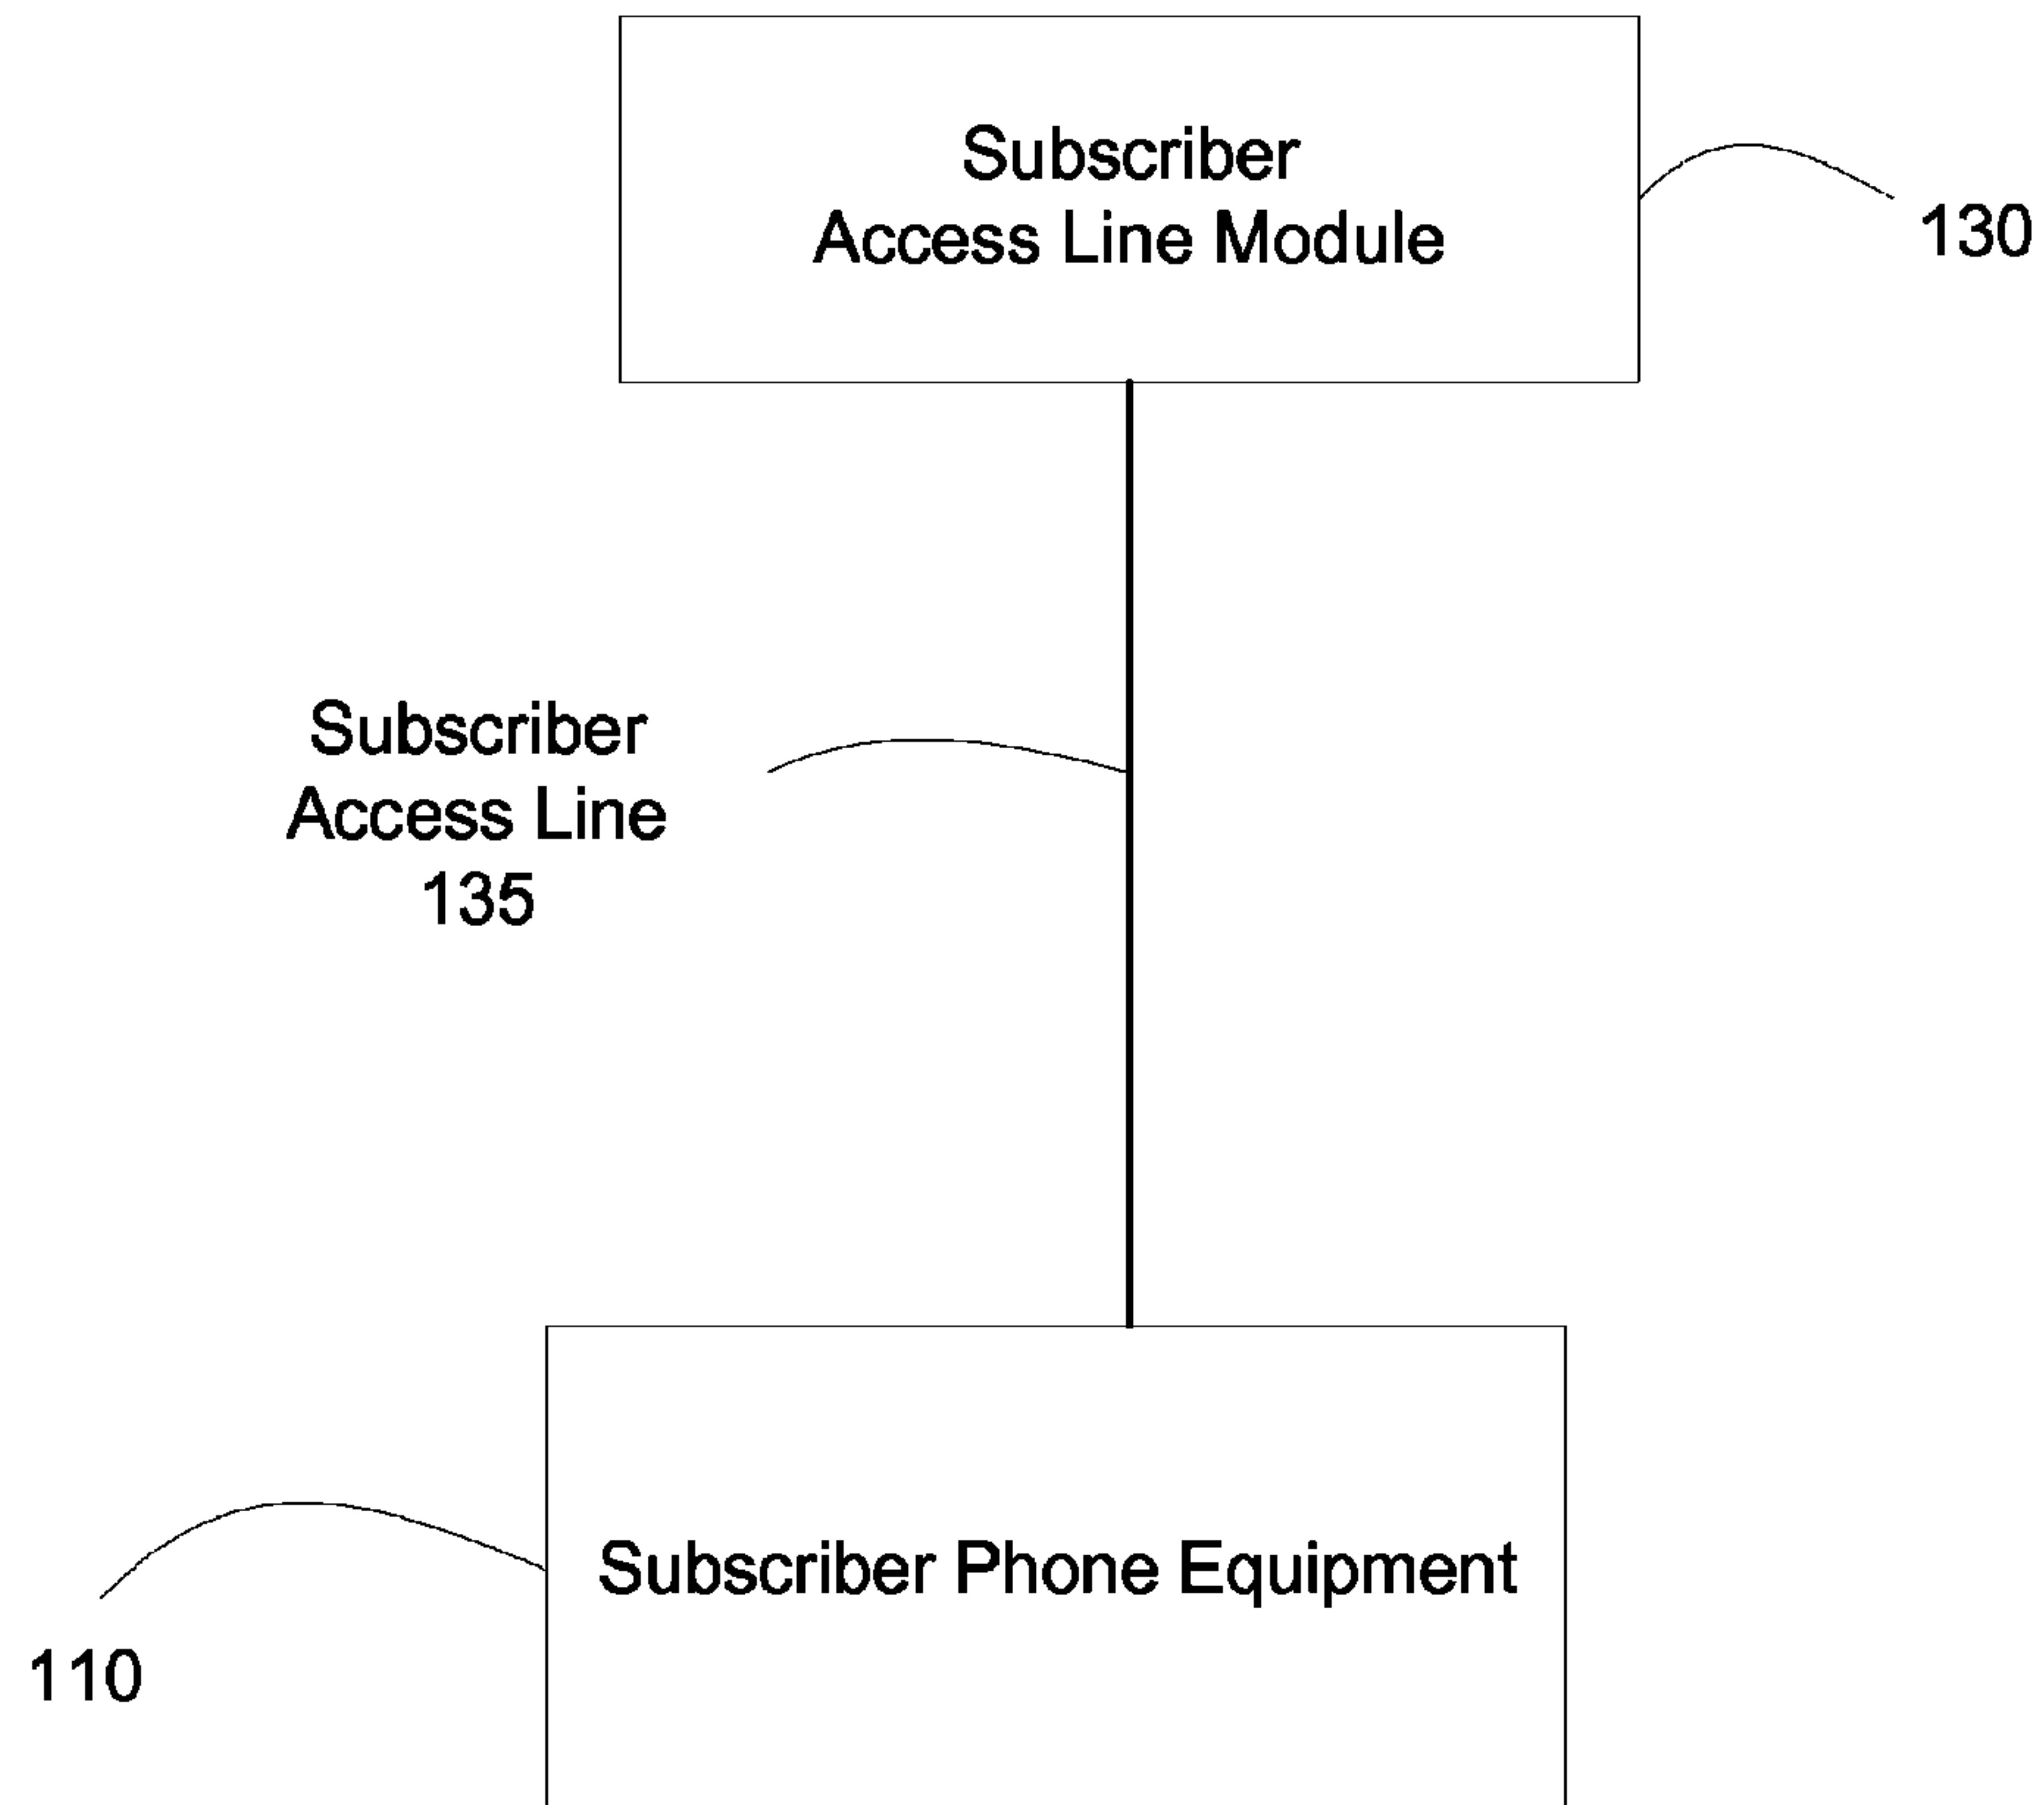 Subscriber
Access Line Module
130
Subscriber
Access Line
135
Subscriber Phone Equipment
110